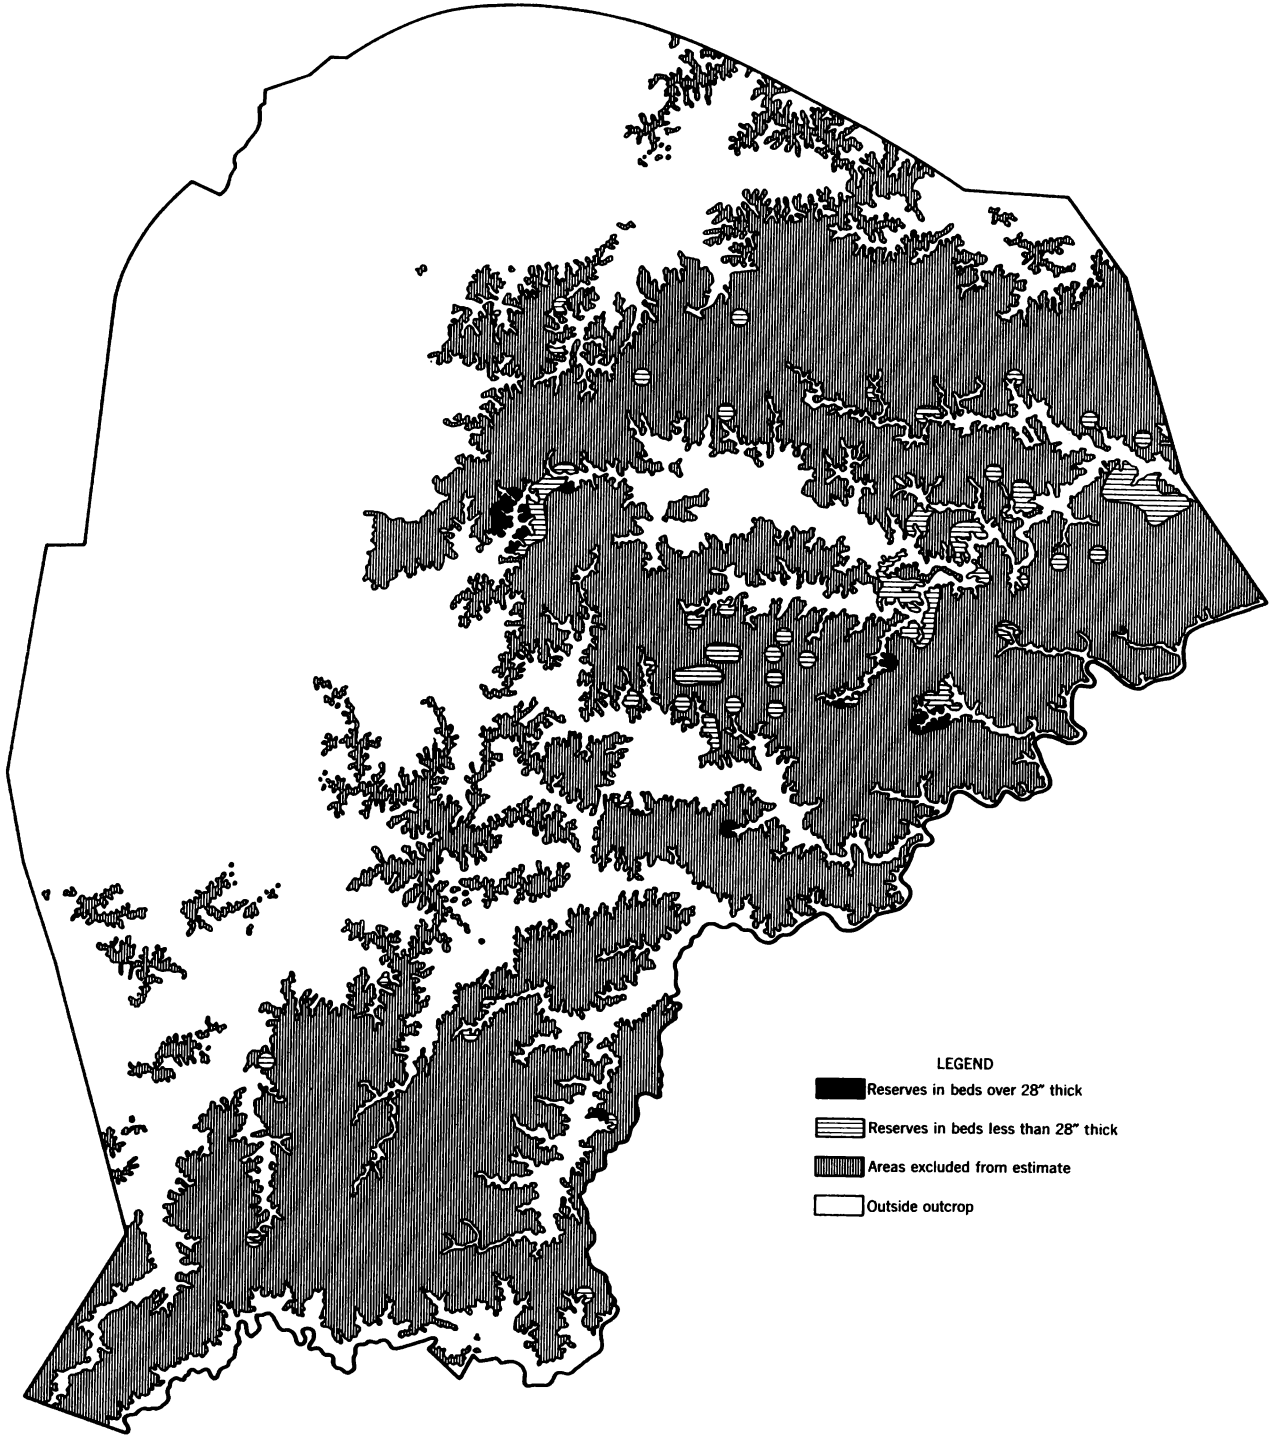 LEGEND
Reserves in beds over 28″ thick
Reserves in beds less than 28″ thick
Areas excluded from estimate
Outside outcrop